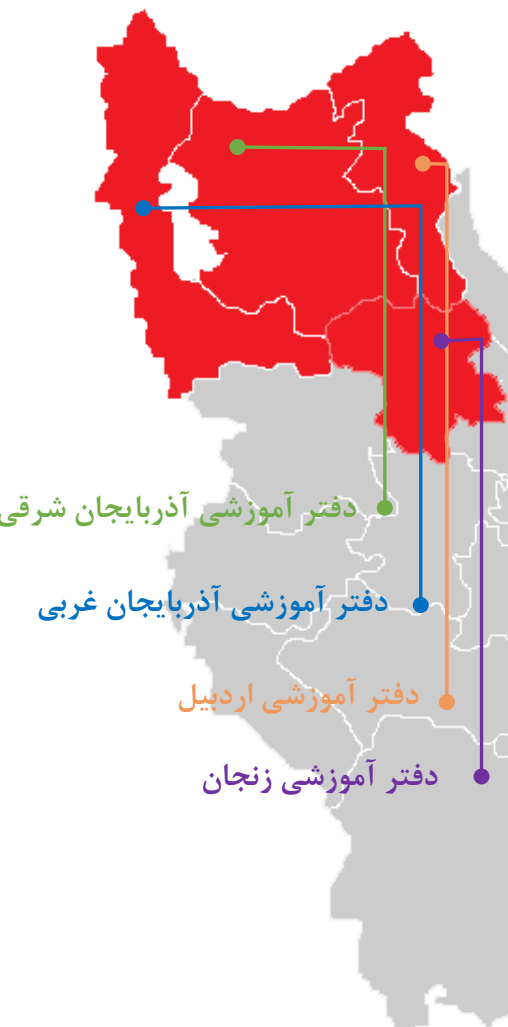 دفتر آموزشی آذربایجان شرقی
دفتر آموزشی آذربایجان غربی
دفتر آموزشی اردبیل
دفتر آموزشی زنجان